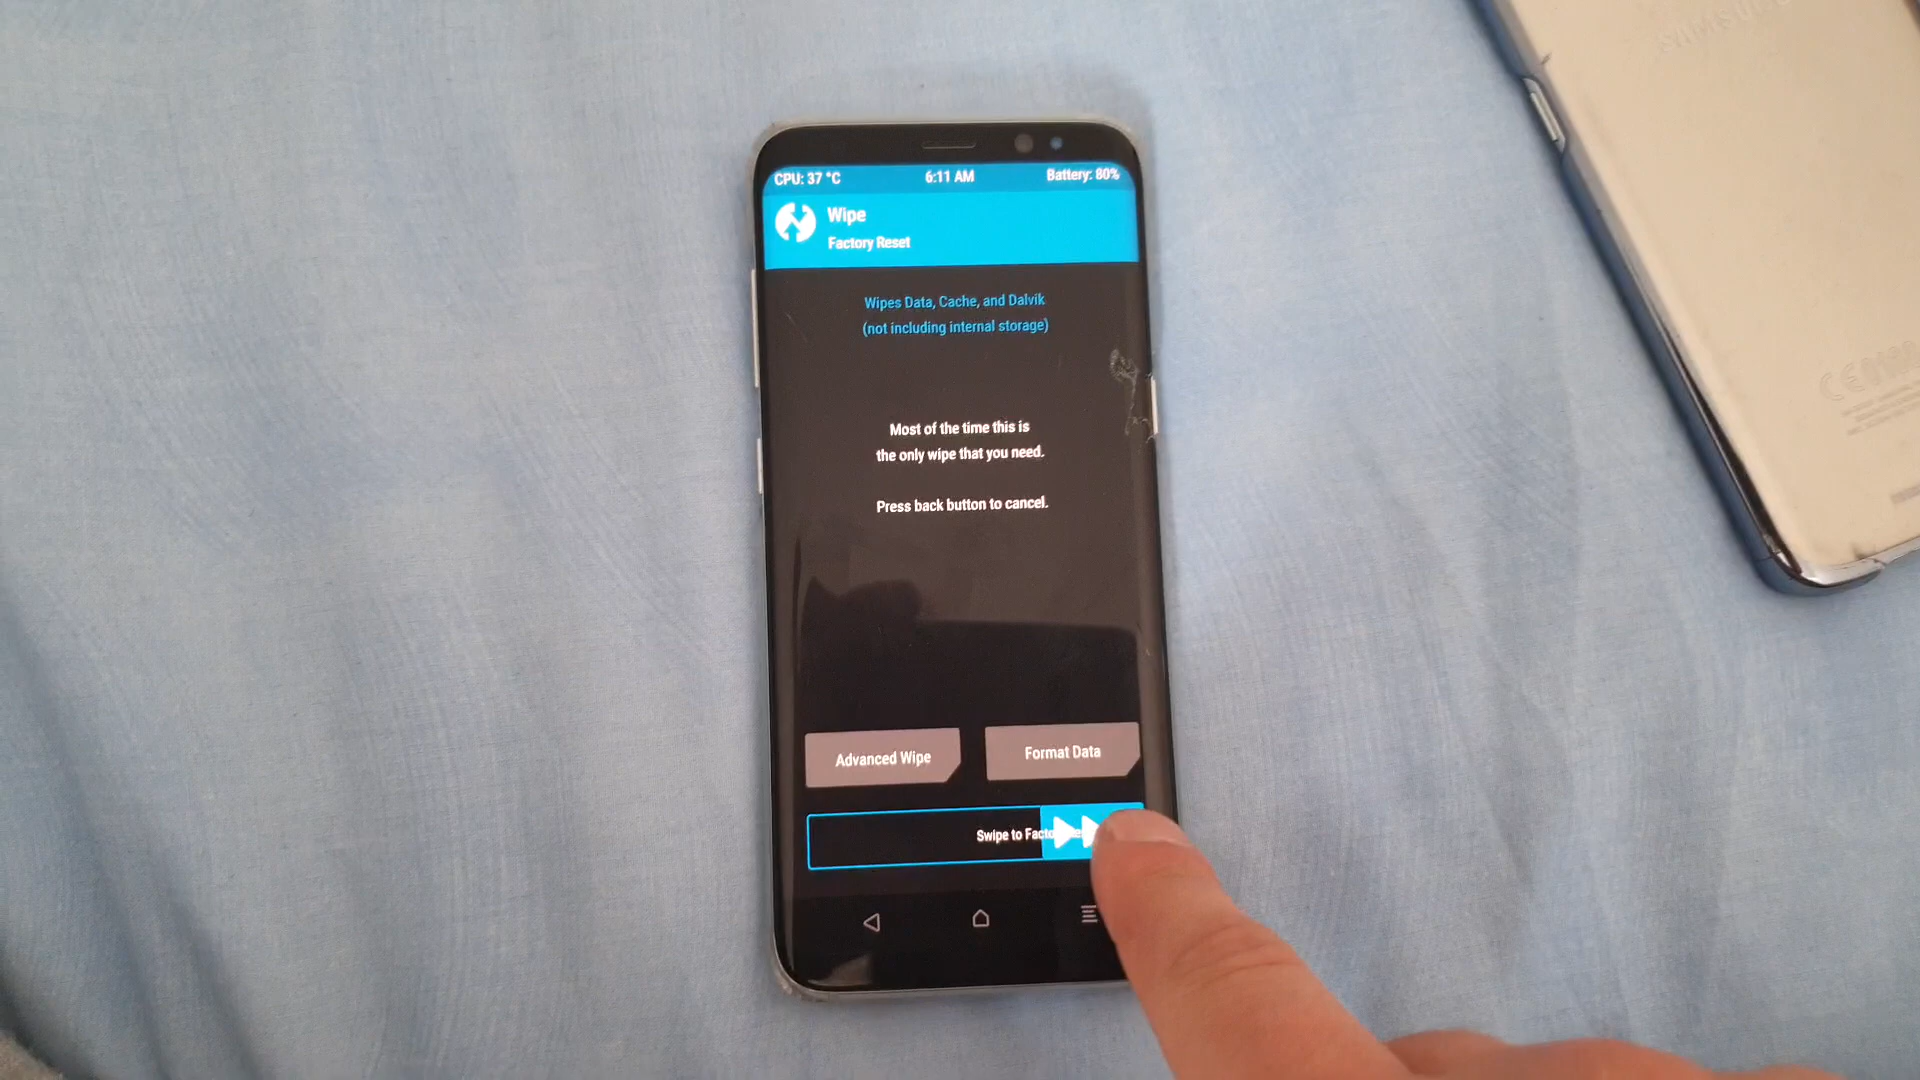 CPU: 37 °C 6:11 AM Battery: 80%
Wipe
Factory Reset
Wipes Data, Cache, and Dalvik
(not including internal storage)
Most of the time this is
the only wipe that you need.
Press back button to cancel.
Advanced Wipe Format Data
Swipe to
SAMSUNG
CE